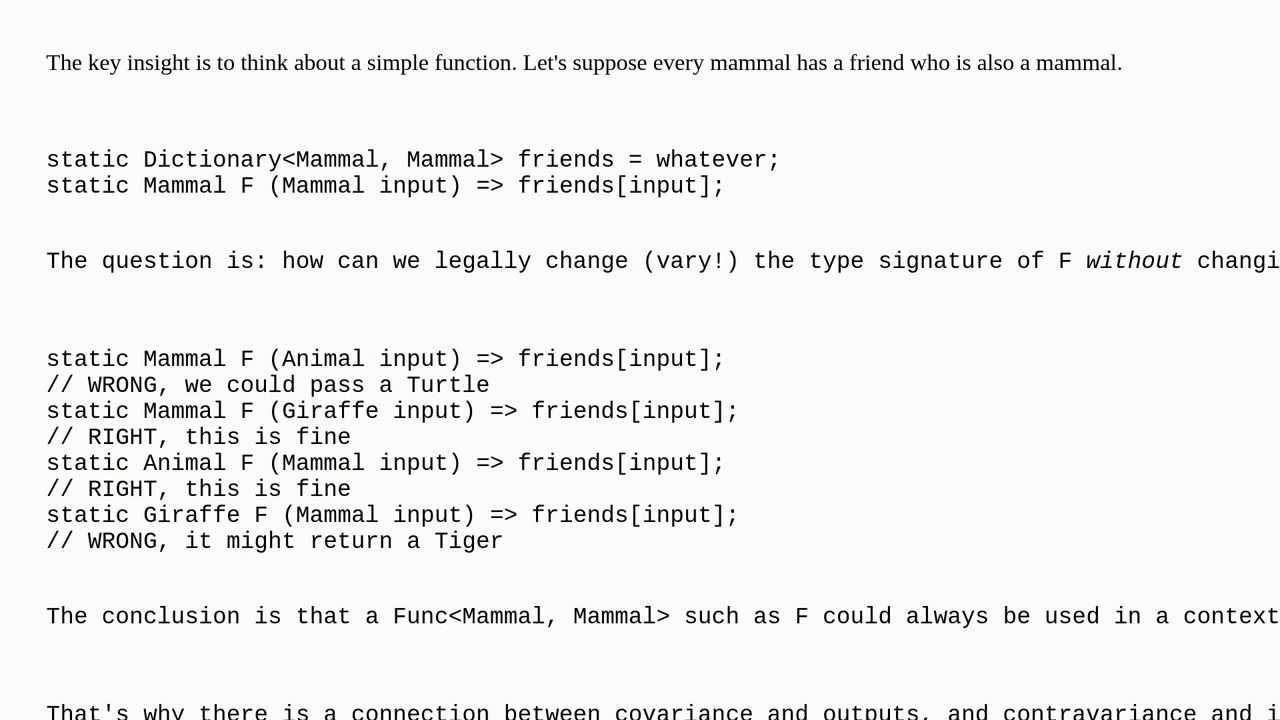 The key insight is to think about a simple function. Let's suppose every mammal has a friend who is also a mammal.
static Dictionary<Mammal, Mammal> friends = whatever;
static Mammal F (Mammal input) => friends[input];
The question is: how can we legally change (vary!) the type signature of F without changi
static Mammal F (Animal input) => friends[input];
// WRONG, we could pass a Turtle
static Mammal F (Giraffe input) => friends[input];
// RIGHT, this is fine
static Animal F (Mammal input) => friends[input];
// RIGHT, this is fine
static Giraffe F (Mammal input) => friends[input];
// WRONG, it might return a Tiger
The conclusion is that a Func<Mammal, Mammal> such as F could always be used in a context
That's why there is a connection between covariance and outputs, and contravariance and i